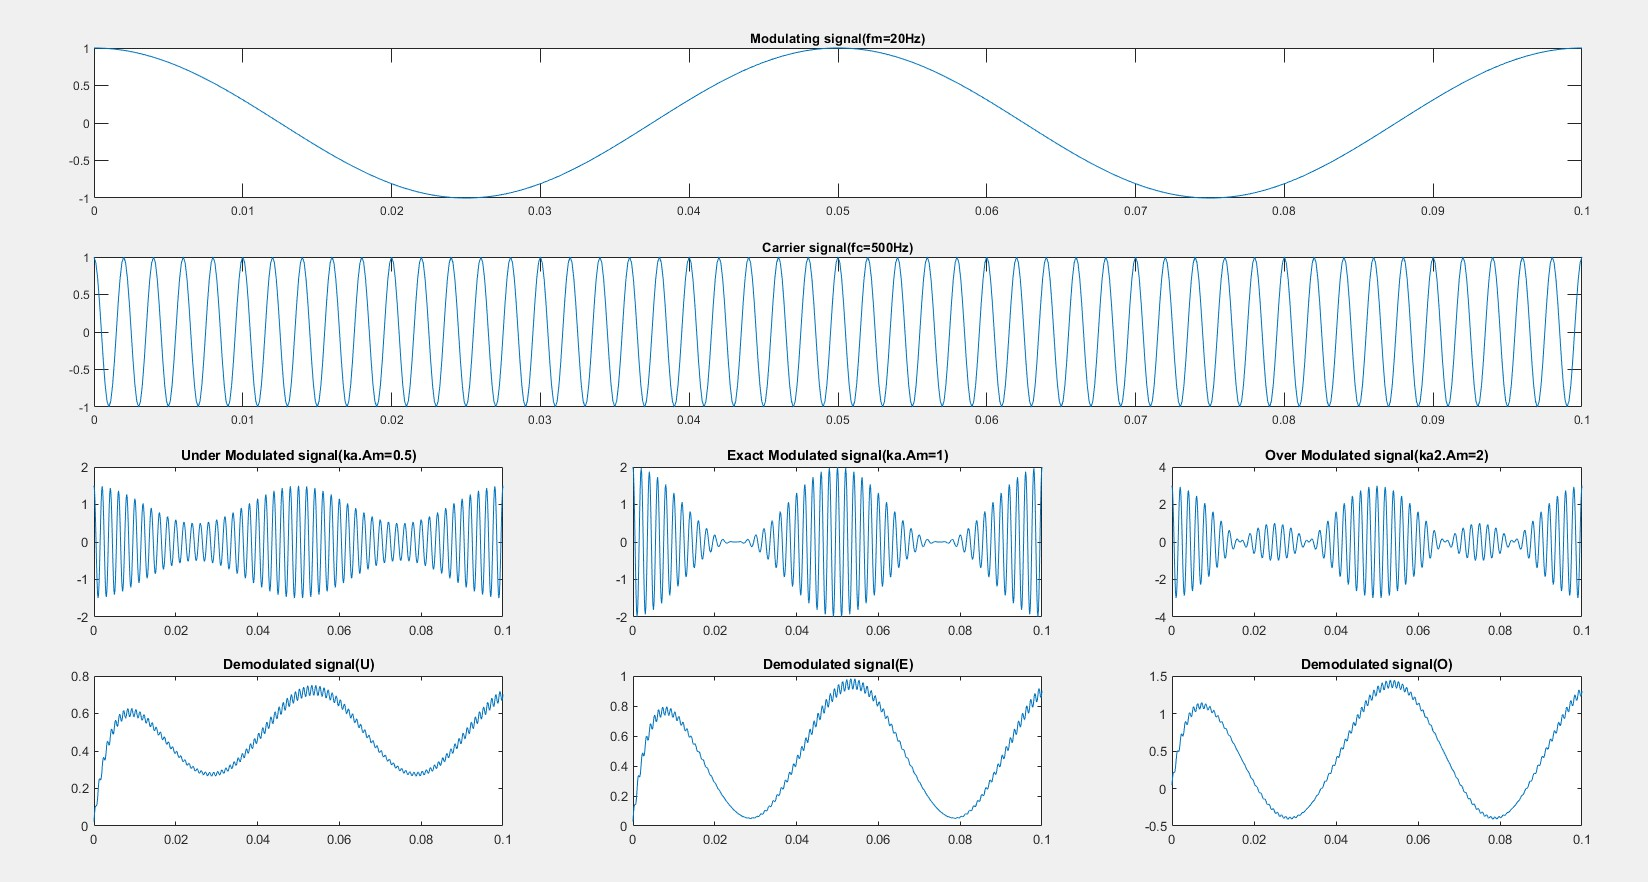 Modulating signal(fm=20Hz)
1
0.5
0
-0.5
-1
0 0.01 0.02 0.03 0.04 0.05 0.06 0.07 0.08 0.09 0.1
Carrier signal(fc=500Hz)
1
0.5
0
-0.5
-1
0 0.01 0.02 0.03 0.04 0.05 0.06 0.07 0.08 0.09 0.1
Under Modulated signal(ka.Am=0.5)
2
1
0
-1
-2
0 0.02 0.04 0.06 0.08 0.1
Exact Modulated signal(ka.Am=1)
2
1
0
-1
-2
0 0.02 0.04 0.06 0.08 0.1
Over Modulated signal(ka2.Am=2)
4
2
0
-2
-4
0 0.02 0.04 0.06 0.08 0.1
Demodulated signal(U)
0.8
0.6
0.4
0.2
0
0 0.02 0.04 0.06 0.08 0.1
Demodulated signal(E)
1
0.8
0.6
0.4
0.2
0
0 0.02 0.04 0.06 0.08 0.1
Demodulated signal(O)
1.5
1
0.5
0
-0.5
0 0.02 0.04 0.06 0.08 0.1